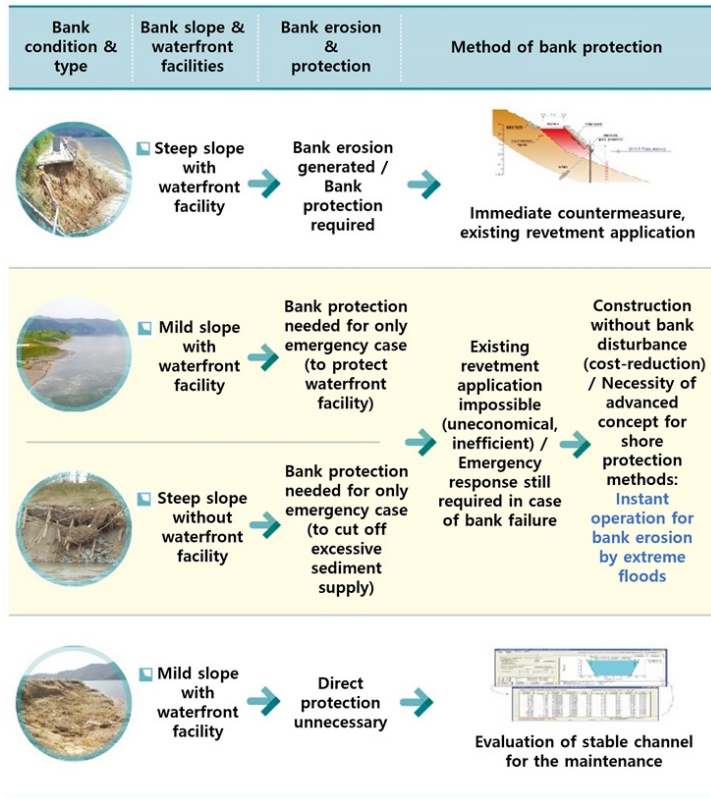 Bank
condition &
type
Bank slope &
waterfront
facilities
Bank erosion
&
protection
Method of bank protection
Steep slope
with
waterfront
facility
Bank erosion
generated /
Bank
protection
required
Immediate countermeasure,
existing revetment application
Mild slope
with
waterfront
facility
Bank protection
needed for only
emergency case
(to protect
waterfront
facility)
Steep slope
without
waterfront
facility
Bank protection
needed for only
emergency case
(to cut off
excessive
sediment
supply)
Existing
revetment
application
impossible
(uneconomical,
inefficient) /
Emergency
response still
required in case
of bank failure
Construction
without bank
disturbance
(cost-reduction)
/ Necessity of
advanced
concept for
shore
protection
methods:
Instant
operation for
bank erosion
by extreme
floods
Mild slope
with
waterfront
facility
Direct
protection
unnecessary
Evaluation of stable channel
for the maintenance